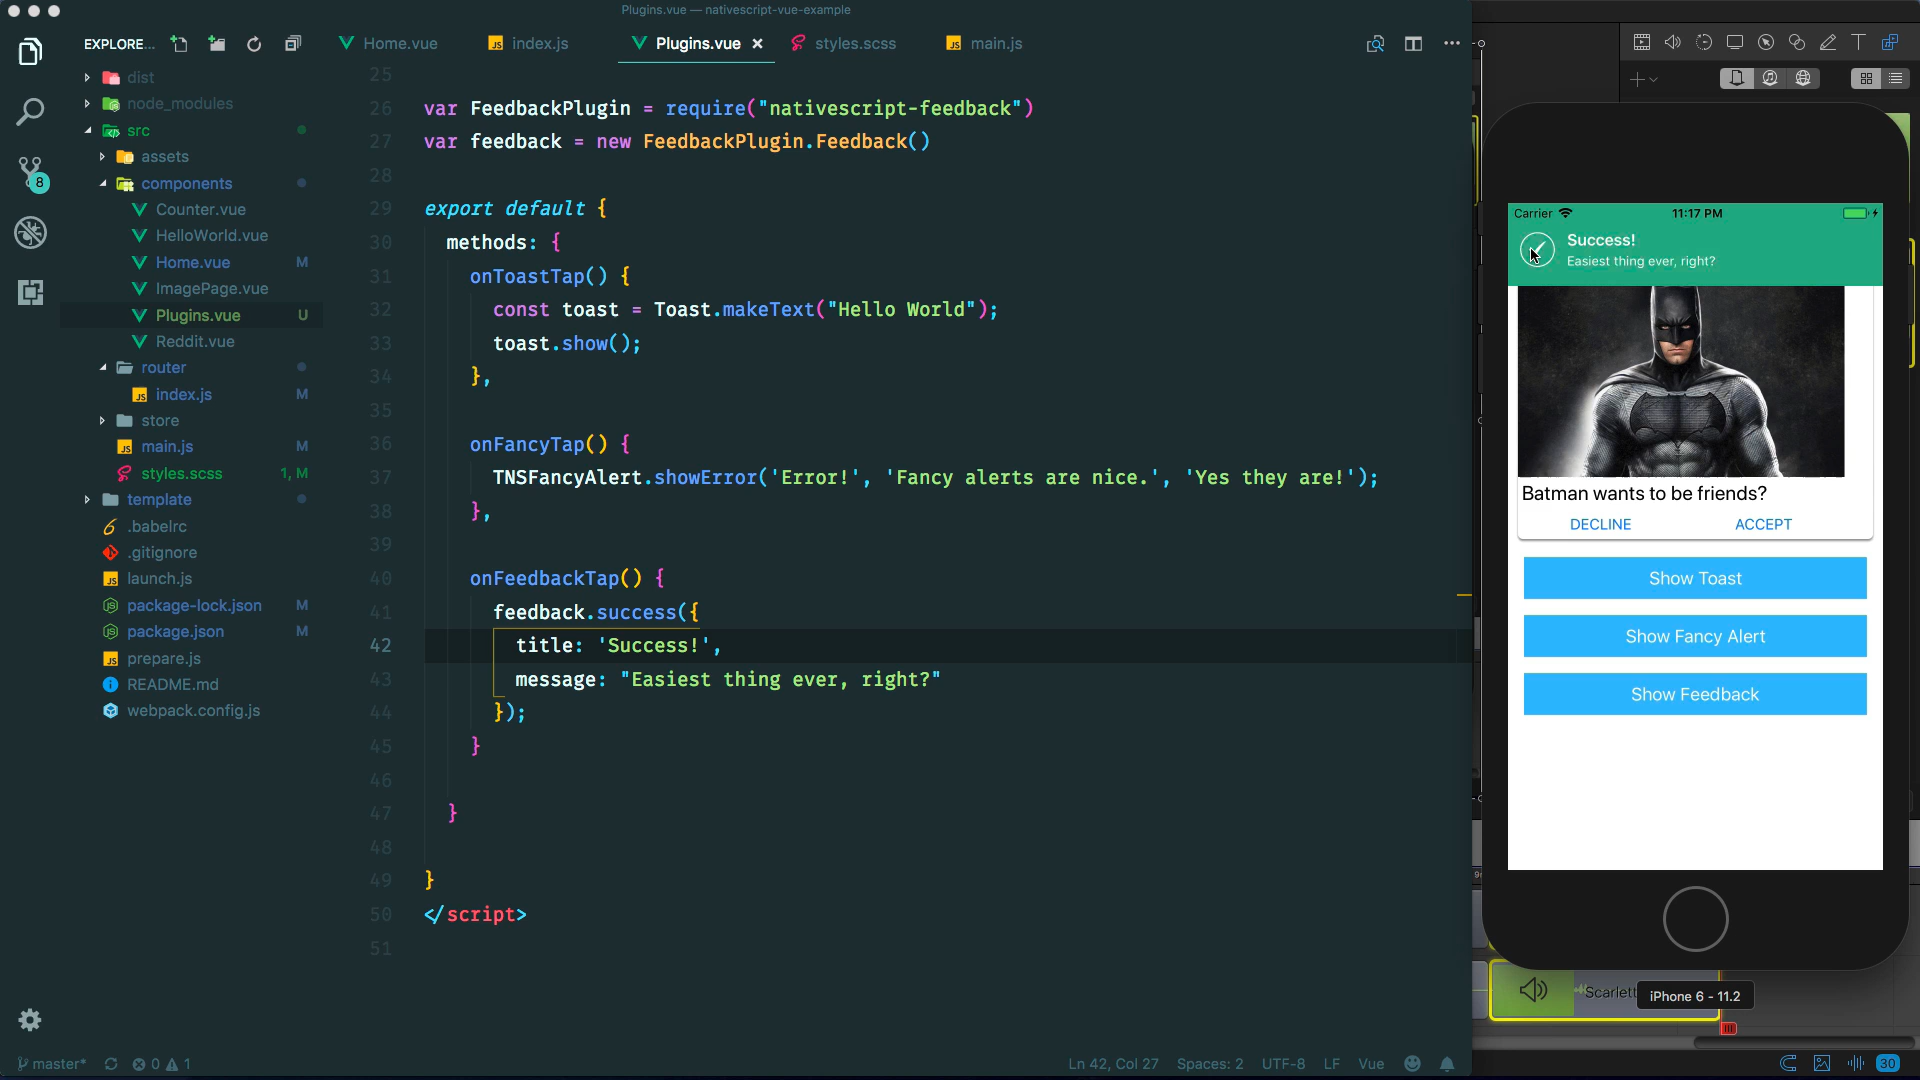 Plugins.vue — nativescript-vue-example
EXPLORE...
Home.vue
index.js
Plugins.vue
styles.scss
main.js
dist
node_modules
src
assets
components
Counter.vue
HelloWorld.vue
Home.vue M
ImagePage.vue
Plugins.vue U
Reddit.vue
router
index.js M
store
main.js M
styles.scss 1, M
template
.babelrc
.gitignore
launch.js
package-lock.json M
package.json M
prepare.js
README.md
webpack.config.js
8
25
26 var FeedbackPlugin = require("nativescript-feedback")
27 var feedback = new FeedbackPlugin.Feedback()
28
29 export default {
30 methods: {
31 onToastTap() {
32 const toast = Toast.makeText("Hello World");
33 toast.show();
34 },
35
36 onFancyTap() {
37 TNSFancyAlert.showError('Error!', 'Fancy alerts are nice.', 'Yes they are!');
38 },
39
40 onFeedbackTap() {
41 feedback.success({
42 title: 'Success!',
43 message: "Easiest thing ever, right?"
44 });
45 }
46
47 }
48
49 }
50 </script>
51
master* 0 1
Ln 42, Col 27 Spaces: 2 UTF-8 LF Vue
Carrier 11:17 PM
Success!
Easiest thing ever, right?
Batman wants to be friends?
DECLINE ACCEPT
Show Toast
Show Fancy Alert
Show Feedback
Scarlett
iPhone 6 - 11.2
30